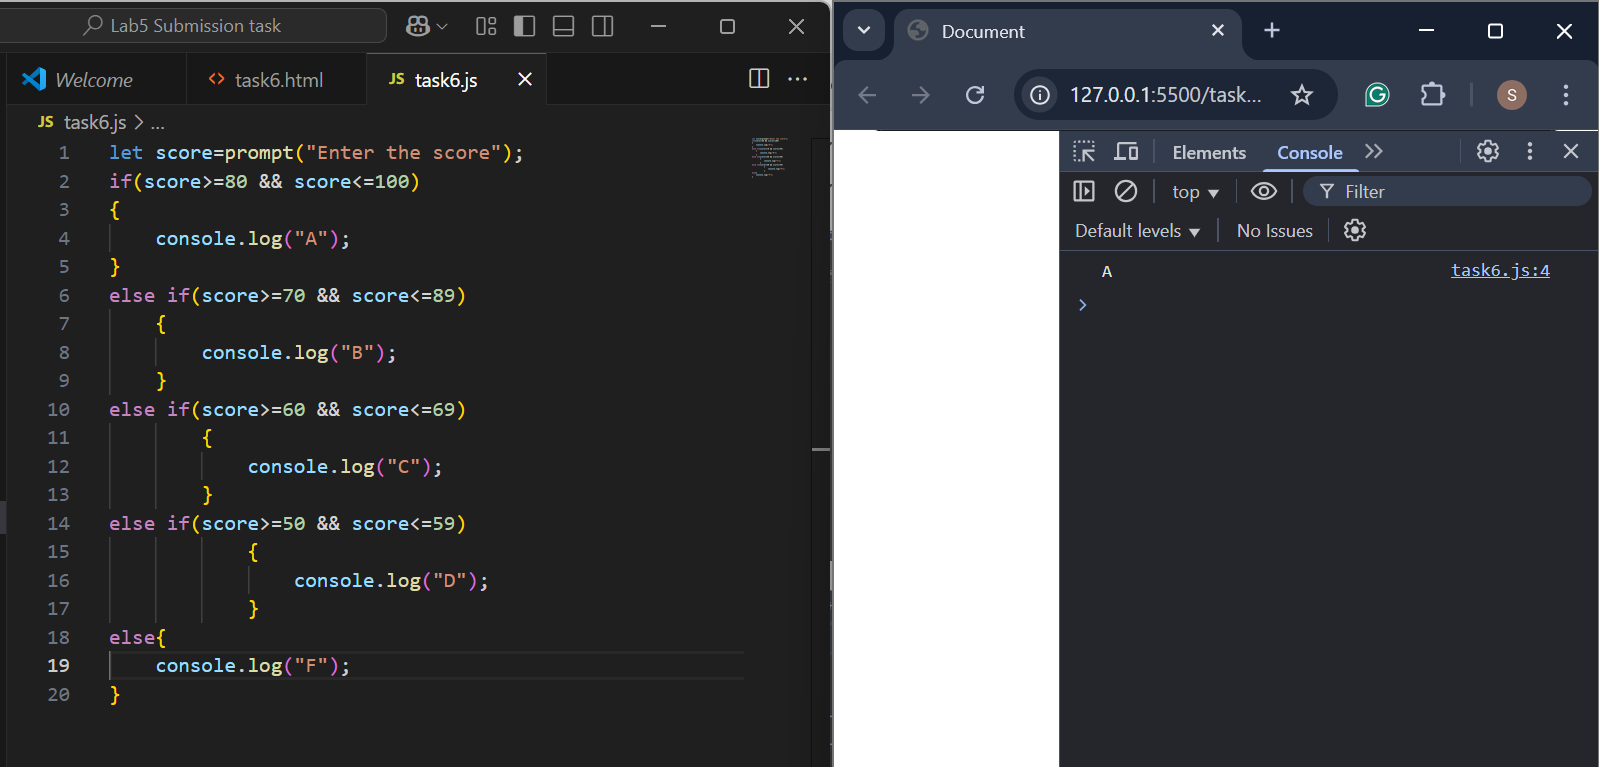 Lab5 Submission task
Welcome
task6.html
JS task6.js
JS task6.js > ...
1 let score=prompt("Enter the score");
2 if(score>=80 && score<=100)
3 {
4     console.log("A");
5 }
6 else if(score>=70 && score<=89)
7     {
8         console.log("B");
9     }
10 else if(score>=60 && score<=69)
11         {
12             console.log("C");
13         }
14 else if(score>=50 && score<=59)
15             {
16                 console.log("D");
17             }
18 else{
19     console.log("F");
20 }
Document
127.0.0.1:5500/task...
S
Elements Console
top Filter
Default levels No Issues
A task6.js:4